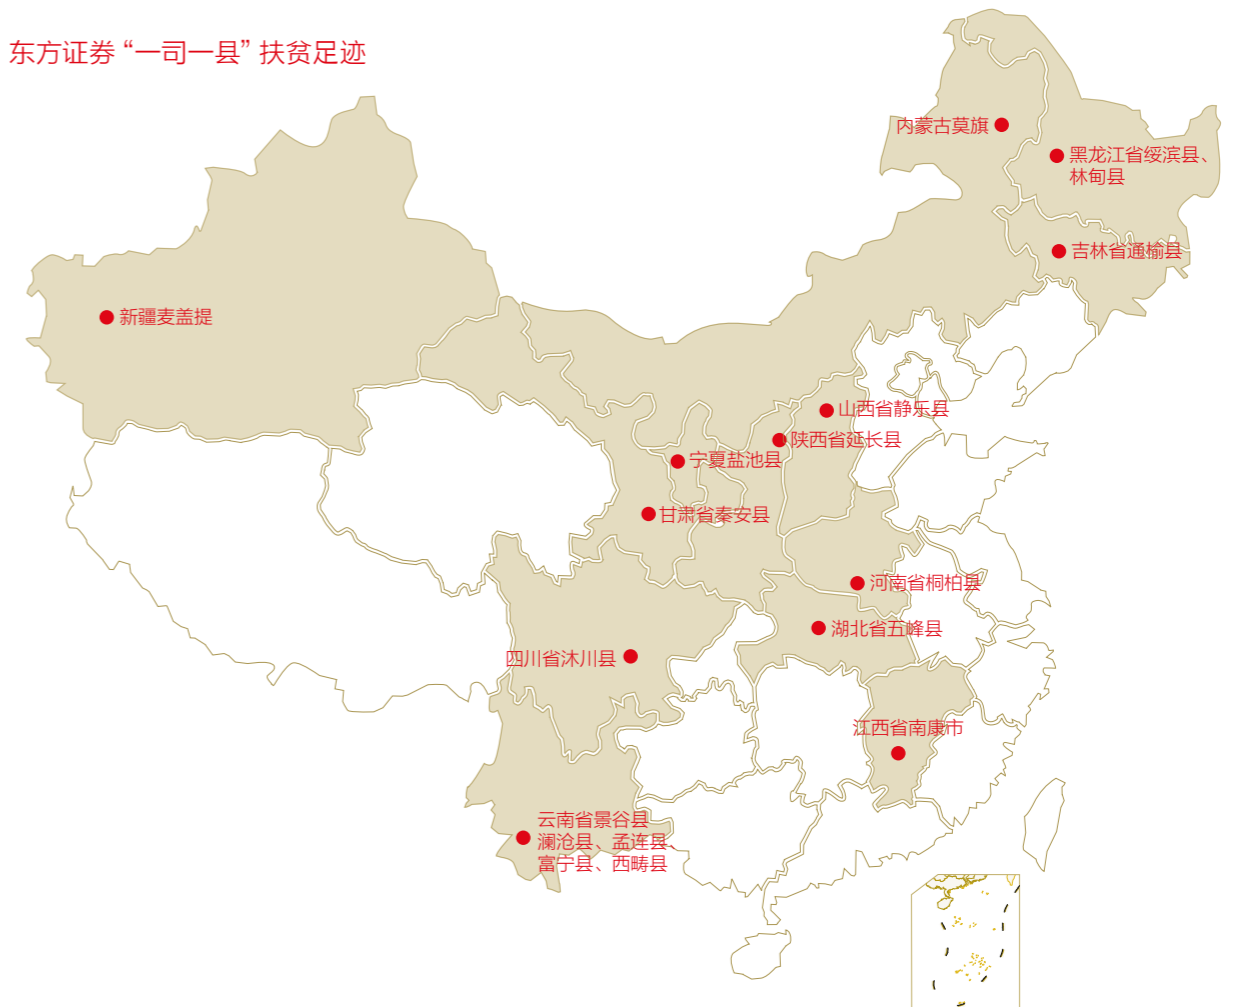 东方证券“一司一县”扶贫足迹
内蒙古莫旗
黑龙江省绥滨县、
林甸县
吉林省通榆县
新疆麦盖提
山西省静乐县
陕西省延长县
宁夏盐池县
甘肃省秦安县
河南省桐柏县
湖北省五峰县
四川省沐川县
江西省南康市
云南省景谷县
澜沧县、孟连县、
富宁县、西畴县